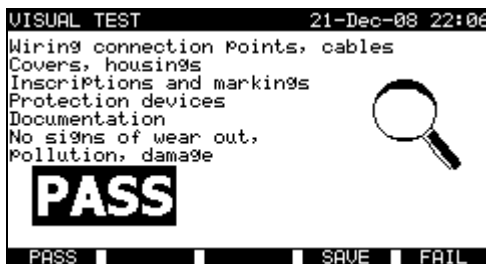 VISUAL TEST 21-Dec-08 22:06
Wiring connection points, cables
Covers, housings
Inscriptions and markings
Protection devices
Documentation
No signs of wear out,
pollution, damage
PASS
PASS SAVE FAIL